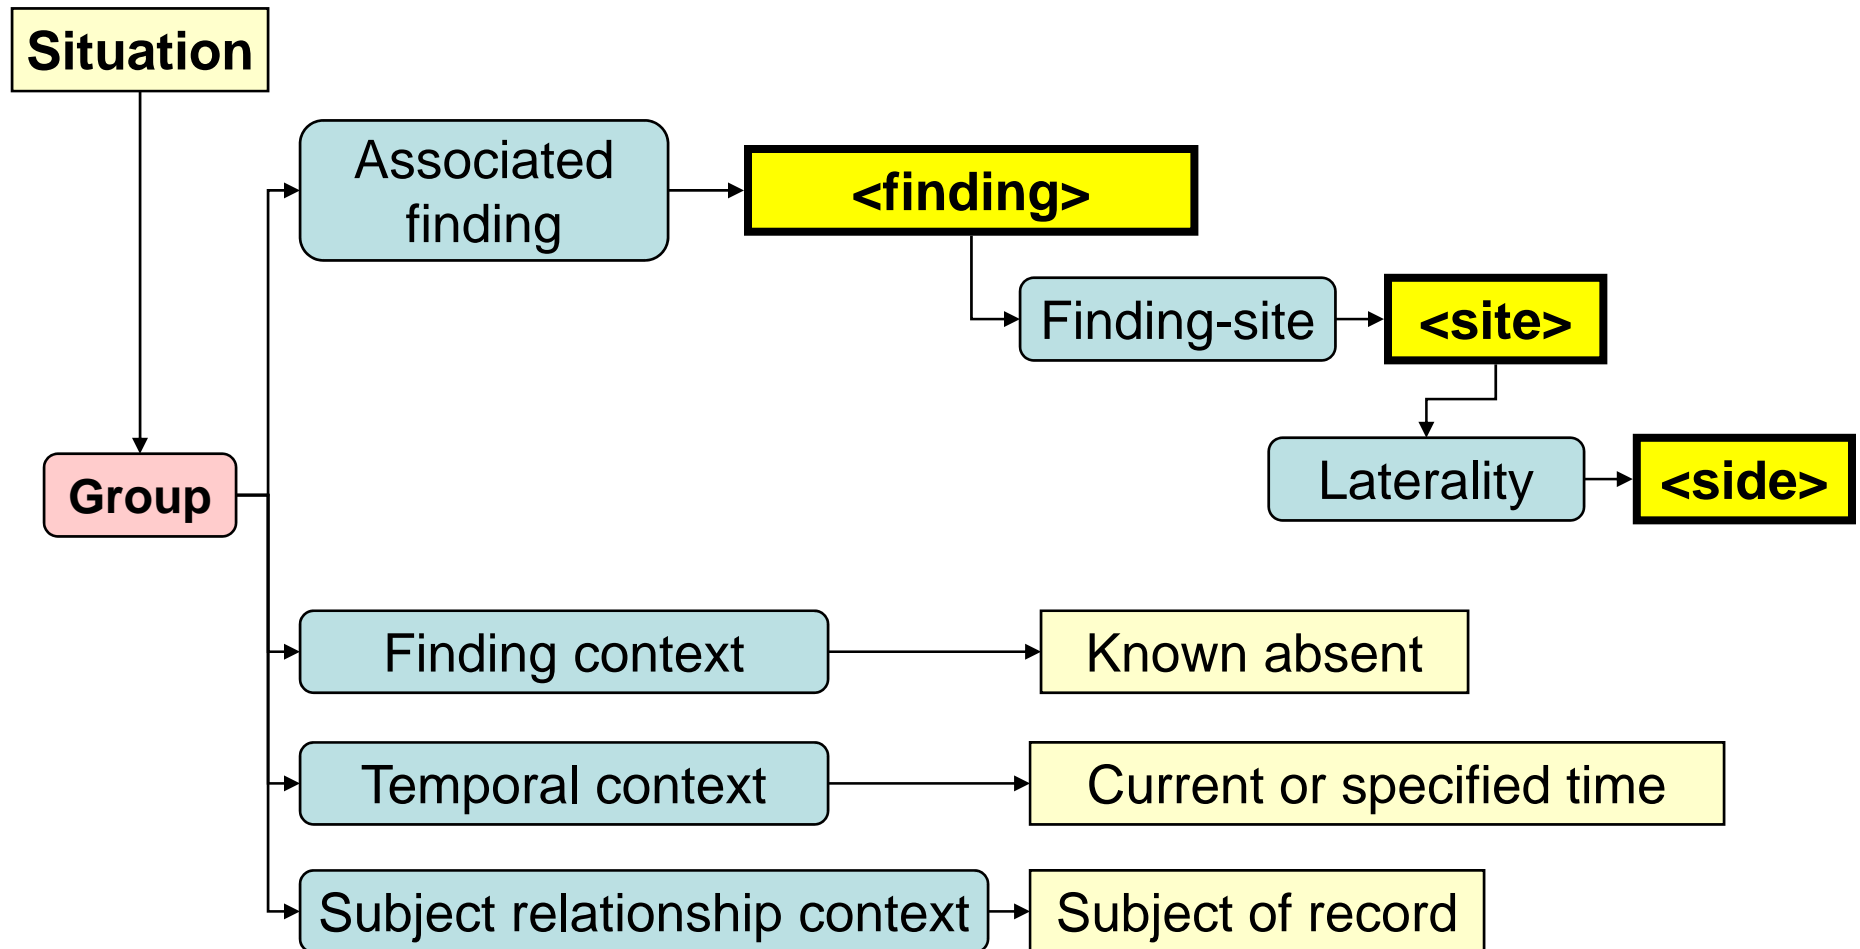 Situation
Associated
finding
<finding>
Finding-site
<site>
Laterality
<side>
Group
Finding context
Known absent
Temporal context
Current or specified time
Subject relationship context
Subject of record